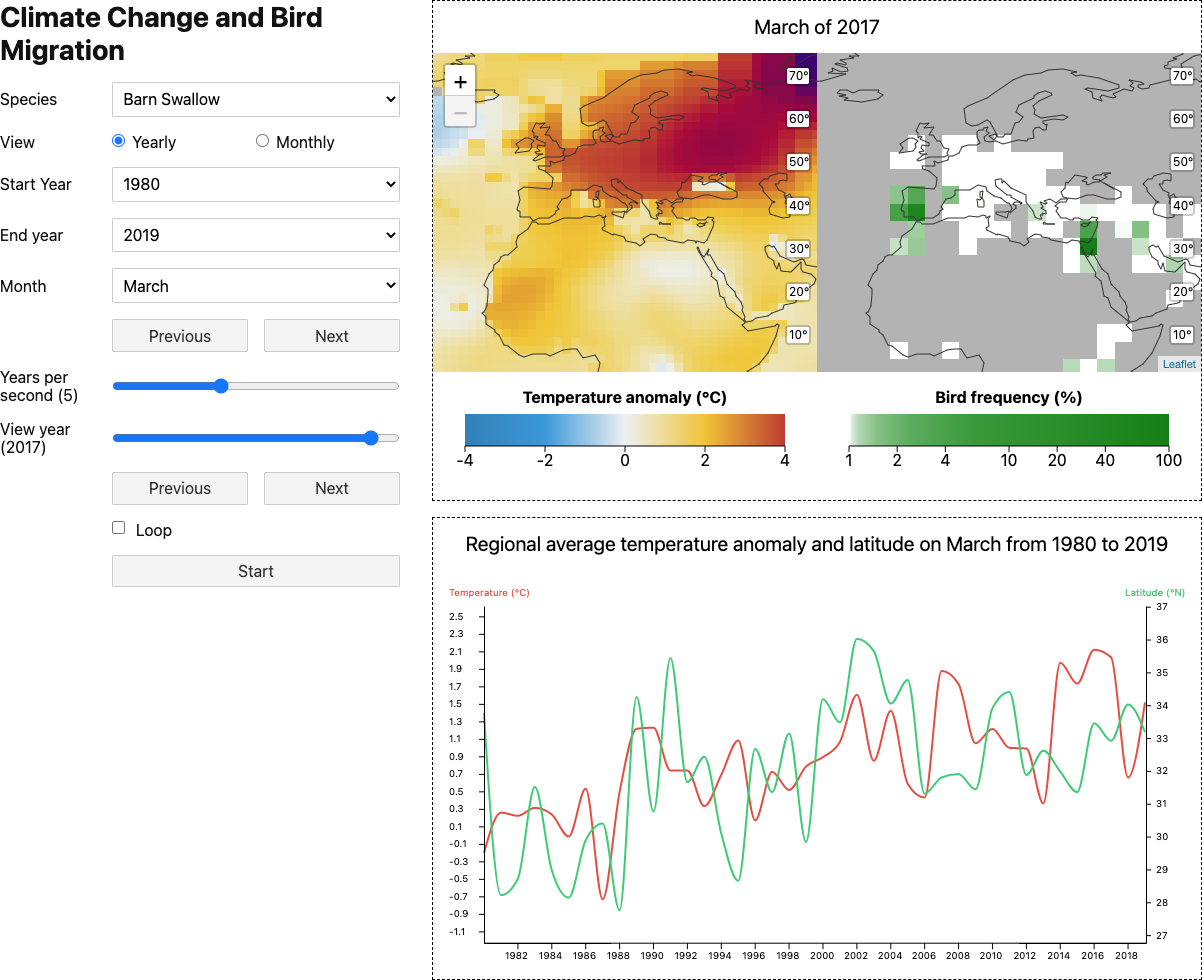 Climate Change and Bird
Migration
Species
Barn Swallow
View
Yearly
Monthly
Start Year
1980
End year
2019
Month
March
Previous
Next
Years per
second (5)
View year
(2017)
Previous
Next
Loop
Start
March of 2017
+
−
70°
60°
50°
40°
30°
20°
10°
70°
60°
50°
40°
30°
20°
10°
Leaflet
Temperature anomaly (°C)
-4 -2 0 2 4
Bird frequency (%)
1 2 4 10 20 40 100
Regional average temperature anomaly and latitude on March from 1980 to 2019
Temperature (°C)
Latitude (°N)
2.5
2.3
2.1
1.9
1.7
1.5
1.3
1.1
0.9
0.7
0.5
0.3
0.1
-0.1
-0.3
-0.5
-0.7
-0.9
-1.1
37
36
35
34
33
32
31
30
29
28
27
1982 1984 1986 1988 1990 1992 1994 1996 1998 2000 2002 2004 2006 2008 2010 2012 2014 2016 2018